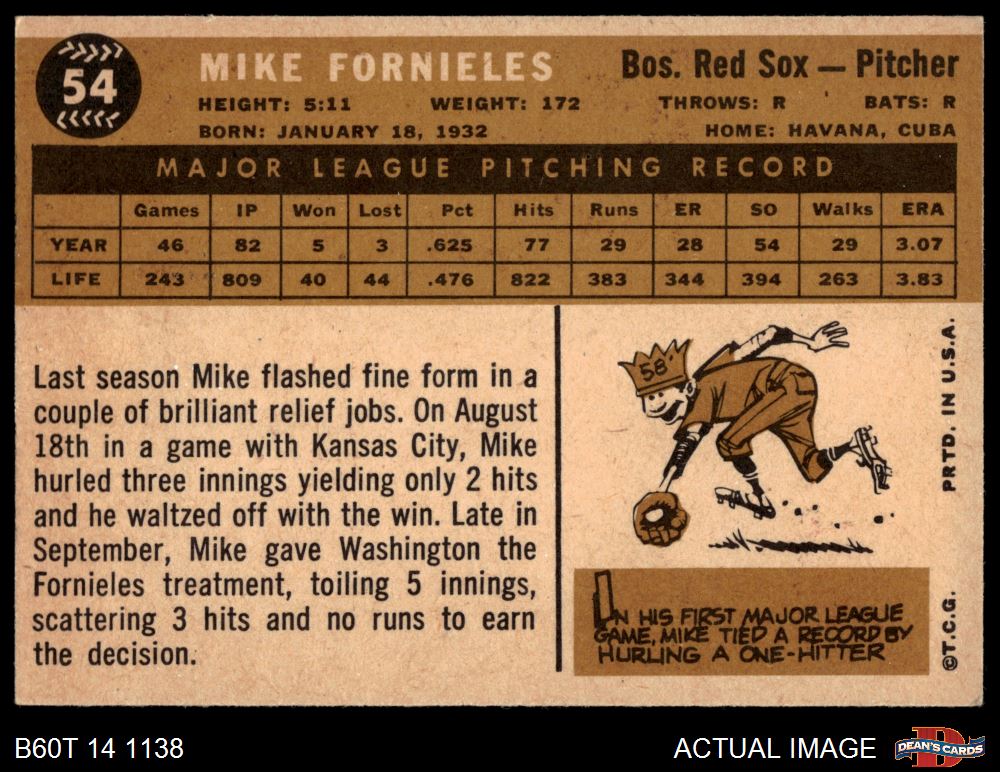 54
MIKE FORNIELES
Bos. Red Sox — Pitcher
HEIGHT: 5:11 WEIGHT: 172 THROWS: R BATS: R
BORN: JANUARY 18, 1932 HOME: HAVANA, CUBA
MAJOR LEAGUE PITCHING RECORD
Games IP Won Lost Pct Hits Runs ER SO Walks ERA
YEAR 46 82 5 3 .625 77 29 28 54 29 3.07
LIFE 243 809 40 44 .476 822 383 344 394 263 3.83
Last season Mike flashed fine form in a
couple of brilliant relief jobs. On August
18th in a game with Kansas City, Mike
hurled three innings yielding only 2 hits
and he waltzed off with the win. Late in
September, Mike gave Washington the
Fornieles treatment, toiling 5 innings,
scattering 3 hits and no runs to earn
the decision.
58
IN HIS FIRST MAJOR LEAGUE
GAME, MIKE TIED A RECORD BY
HURLING A ONE-HITTER
PRTD. IN U.S.A.
©T.C.G.
B60T 14 1138
ACTUAL IMAGE
D
DEAN'S CARDS